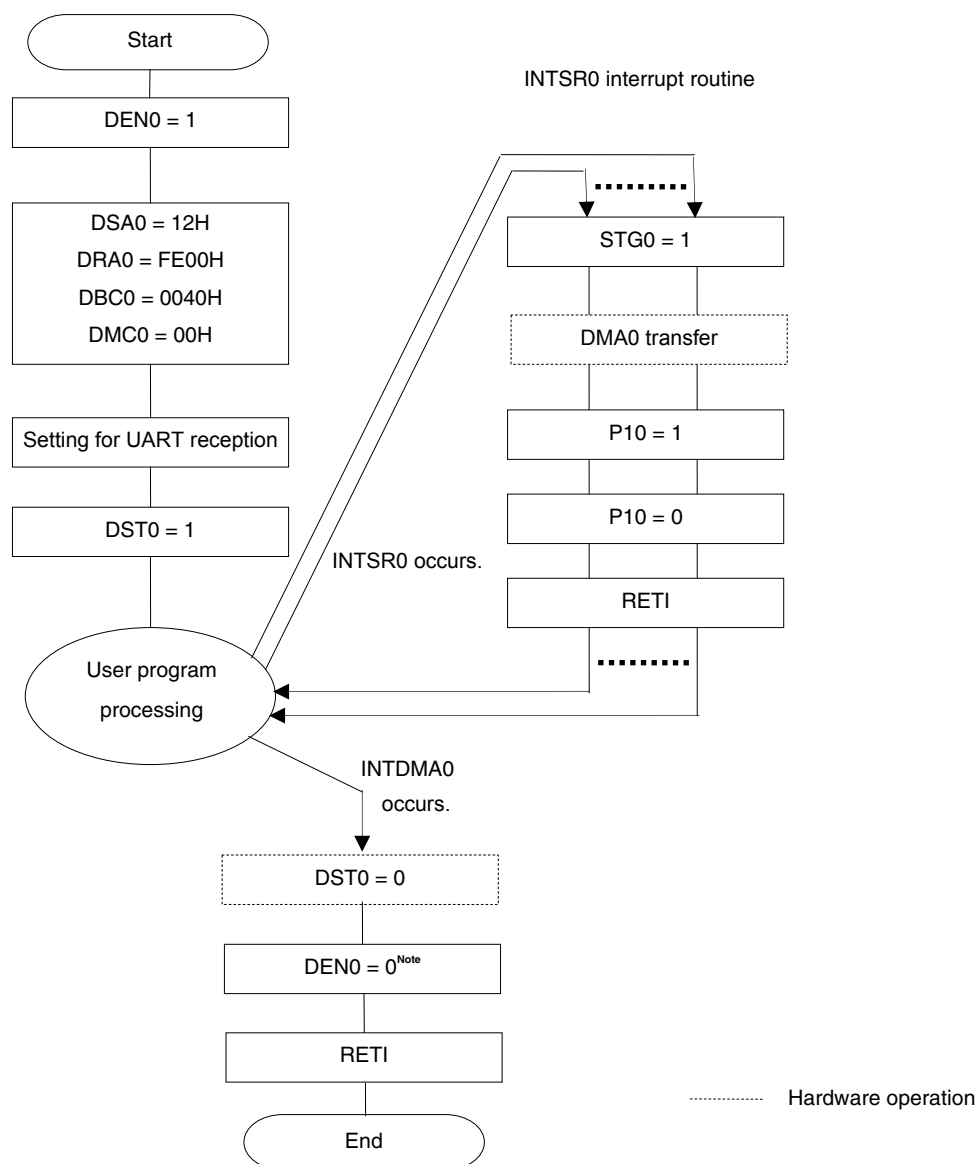 Start
DEN0 = 1
DSA0 = 12H
DRA0 = FE00H
DBC0 = 0040H
DMC0 = 00H
Setting for UART reception
DST0 = 1
User program
processing
INTSR0 occurs.
INTSR0 interrupt routine
STG0 = 1
DMA0 transfer
P10 = 1
P10 = 0
RETI
INTDMA0
occurs.
DST0 = 0
DEN0 = 0Note
RETI
End
Hardware operation